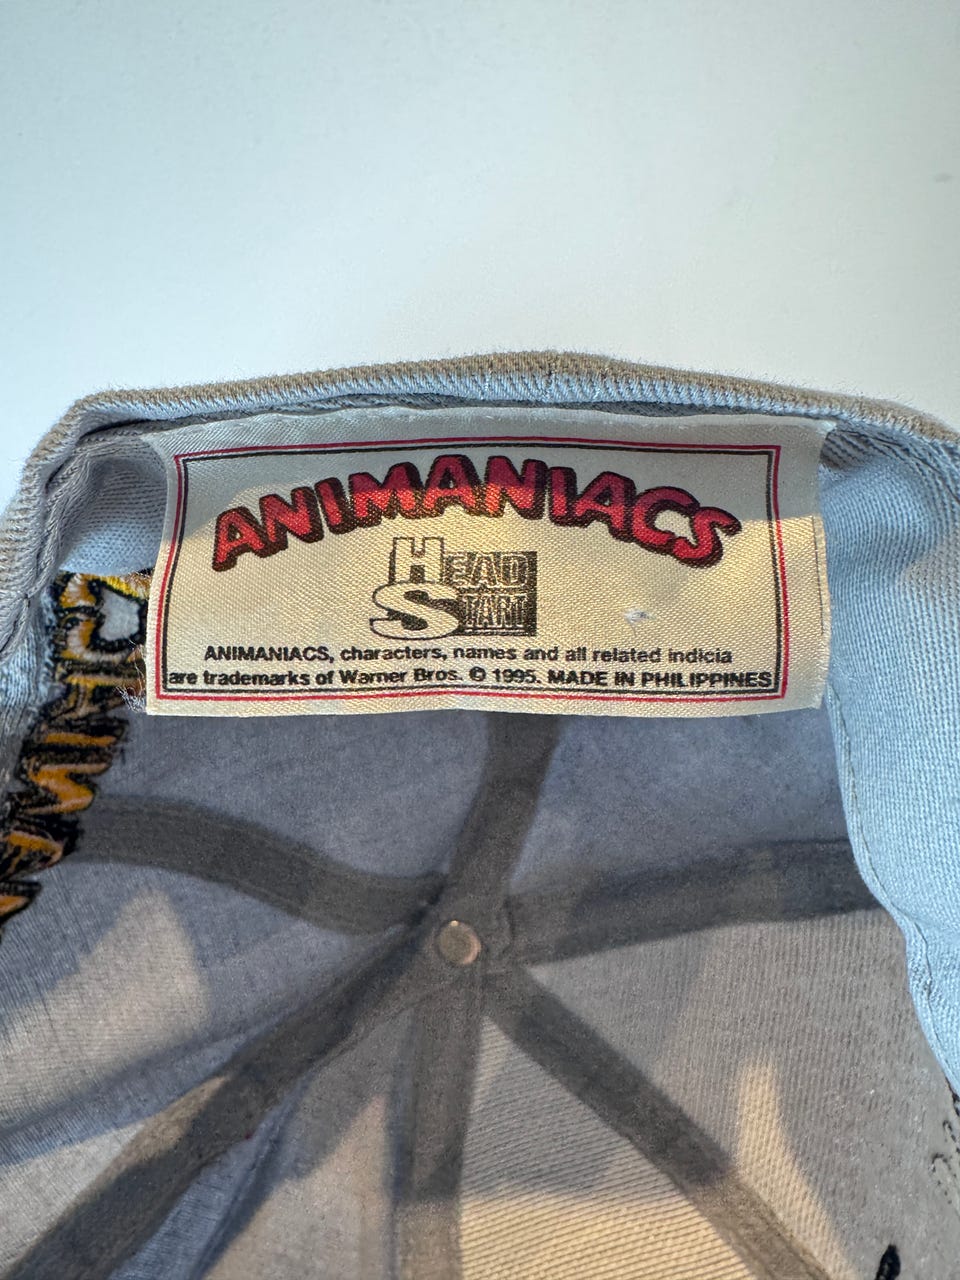 ANIMANIACS
HEAD
START
ANIMANIACS, characters, names and all related indicia
are trademarks of Warner Bros. © 1995. MADE IN PHILIPPINES